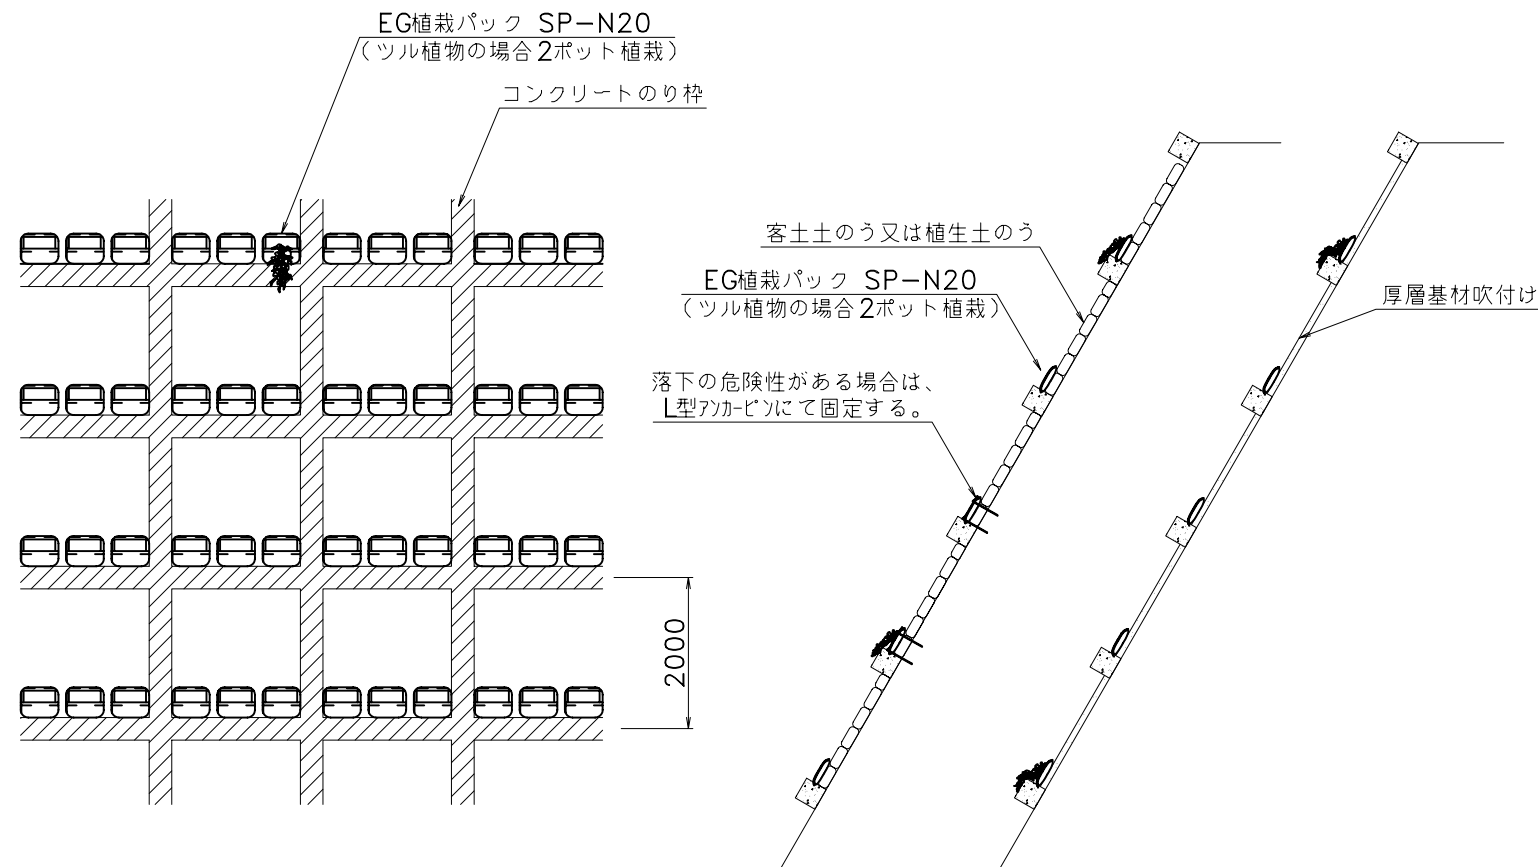 EG植栽パック SP−N20
（ツル植物の場合2ポット植栽）
コンクリートのり枠
客土土のう又は植生土のう
EG植栽パック SP−N20
（ツル植物の場合2ポット植栽）
厚層基材吹付け
落下の危険性がある場合は、
L型アンカーピンにて固定する。
2000